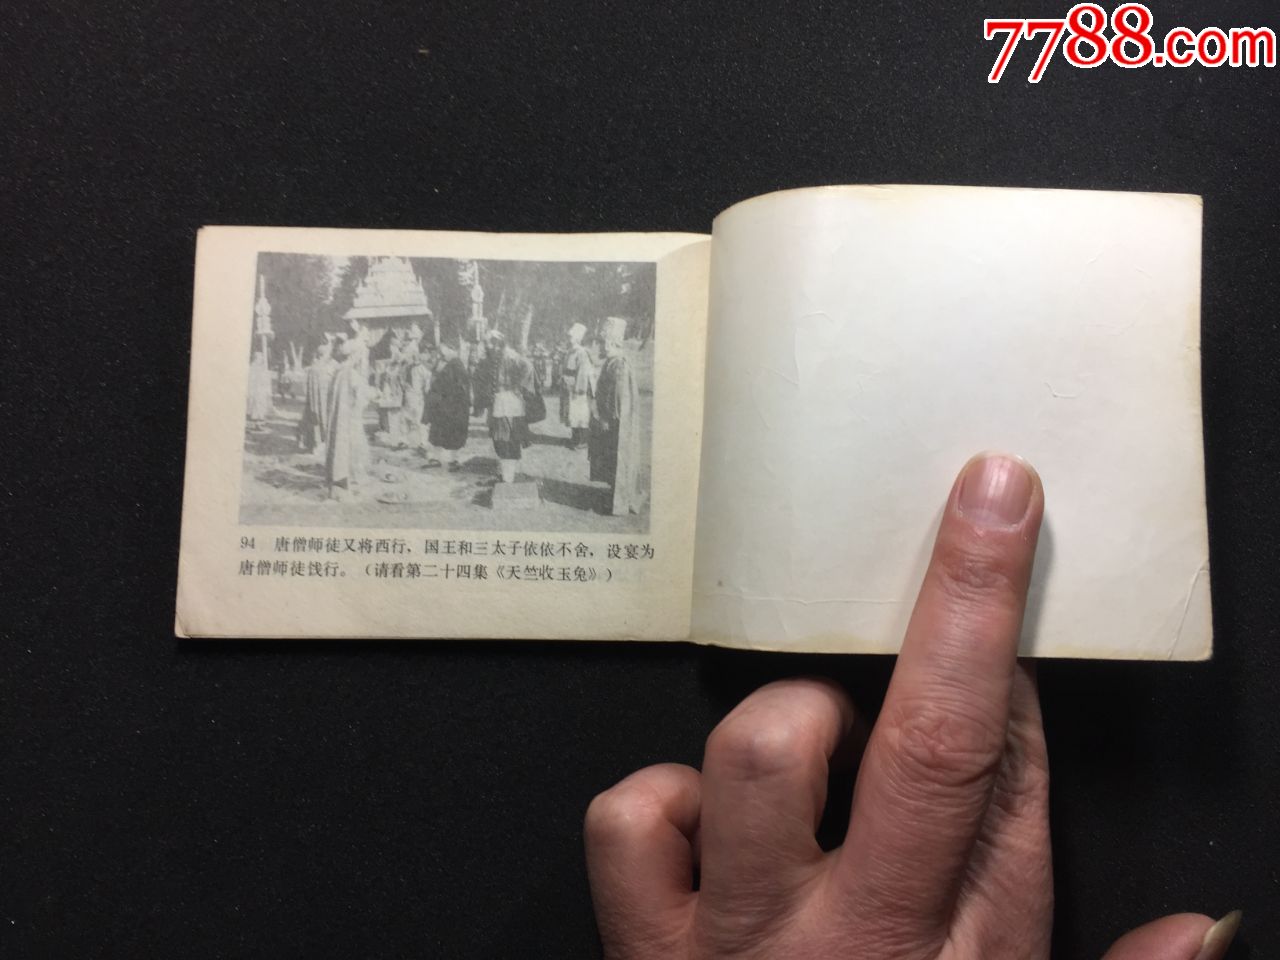 7788.com
94 唐僧师徒又将西行，国王和三太子依依不舍，设宴为
唐僧师徒饯行。（请看第二十四集《天竺收玉兔》）